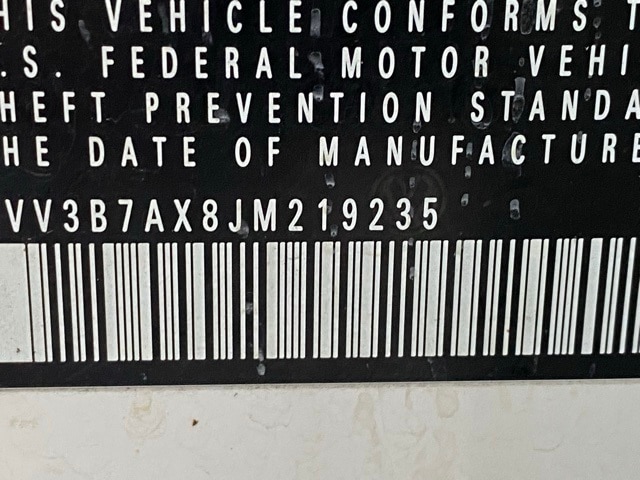 HIS VEHICLE CONFORMS T
.S. FEDERAL MOTOR VEHI
HEFT PREVENTION STANDA
HE DATE OF MANUFACTURE
VV3B7AX8JM219235